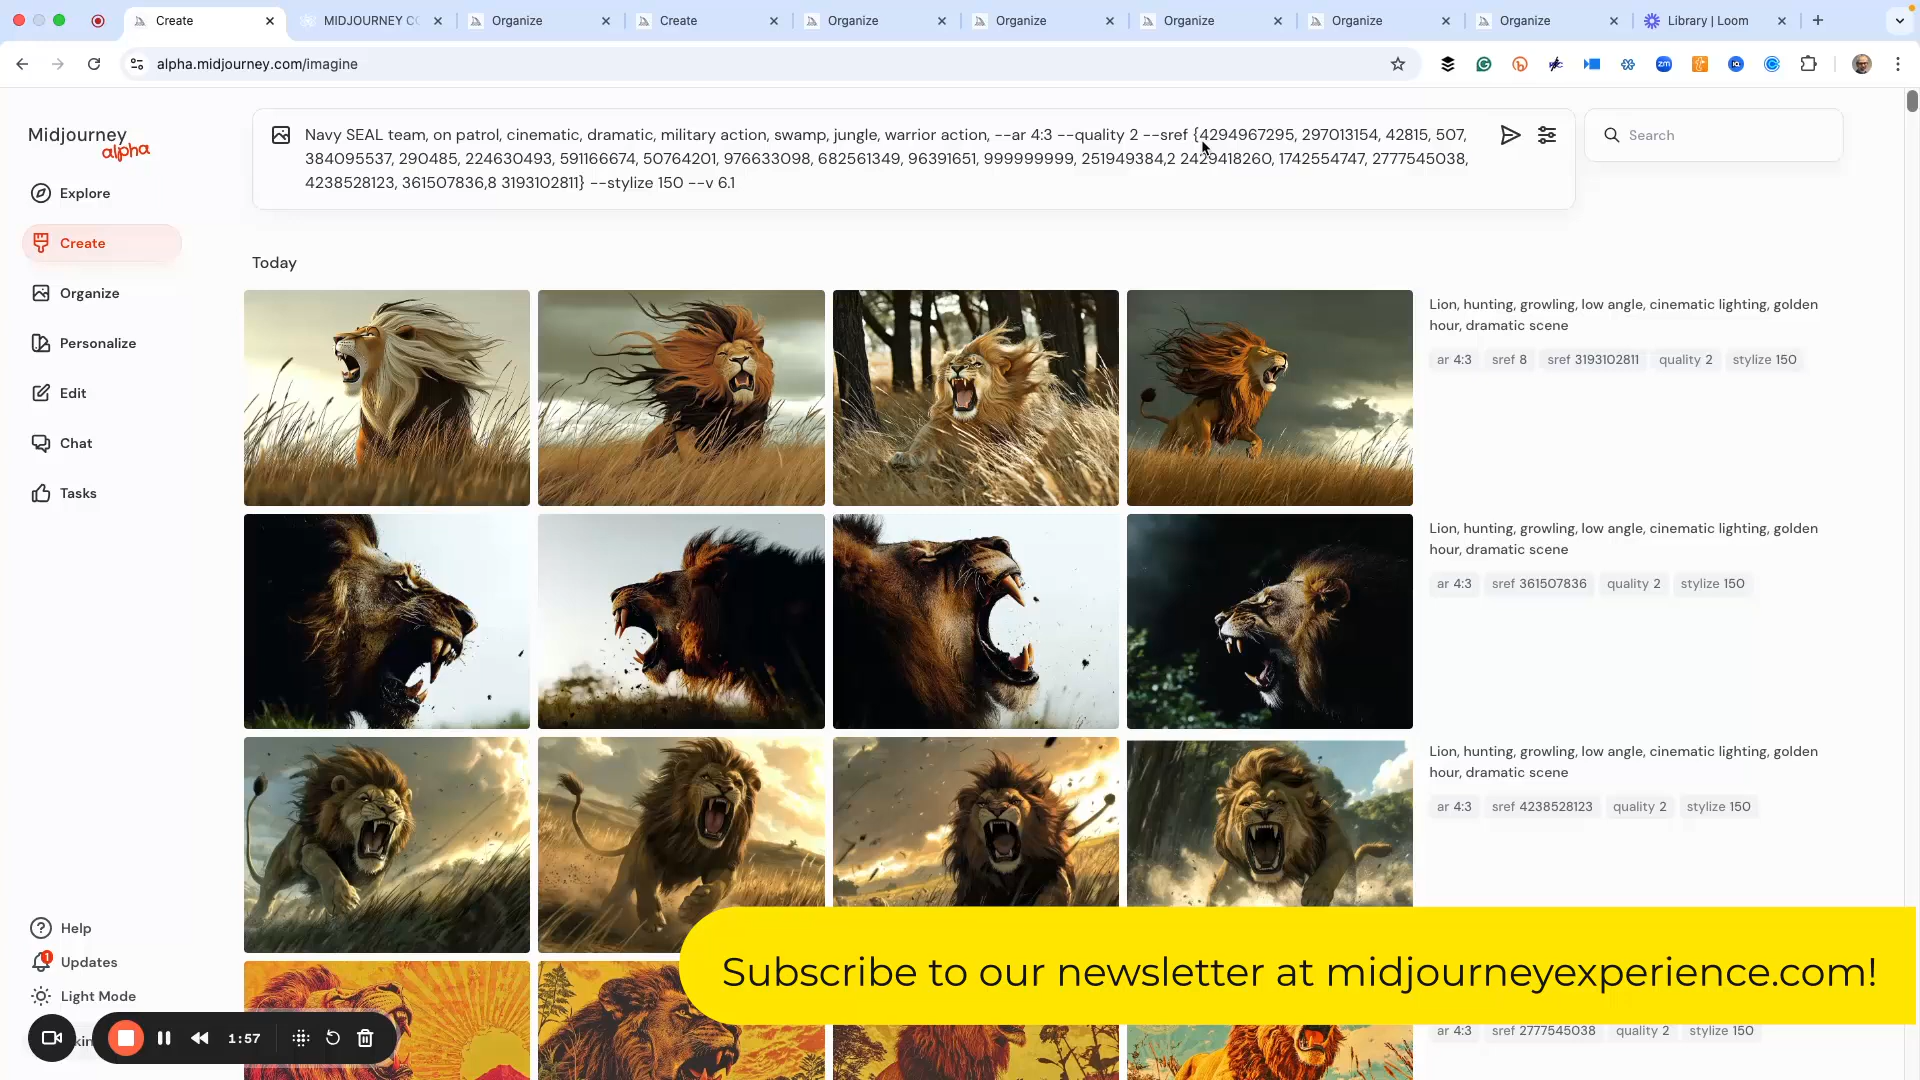 Create
MIDJOURNEY CO
Organize
Create
Organize
Organize
Organize
Organize
Organize
Library | Loom
alpha.midjourney.com/imagine
Midjourney
alpha
Explore
Create
Organize
Personalize
Edit
Chat
Tasks
Help
Updates
1
Light Mode
Navy SEAL team, on patrol, cinematic, dramatic, military action, swamp, jungle, warrior action, --ar 4:3 --quality 2 --sref {4294967295, 297013154, 42815, 507,
384095537, 290485, 224630493, 591166674, 50764201, 976633098, 682561349, 96391651, 999999999, 251949384,2 2429418260, 1742554747, 2777545038,
4238528123, 361507836,8 3193102811} --stylize 150 --v 6.1
Search
Today
Lion, hunting, growling, low angle, cinematic lighting, golden
hour, dramatic scene
ar 4:3 sref 8 sref 3193102811 quality 2 stylize 150
Lion, hunting, growling, low angle, cinematic lighting, golden
hour, dramatic scene
ar 4:3 sref 361507836 quality 2 stylize 150
Lion, hunting, growling, low angle, cinematic lighting, golden
hour, dramatic scene
ar 4:3 sref 4238528123 quality 2 stylize 150
Subscribe to our newsletter at midjourneyexperience.com!
ar 4:3 sref 2777545038 quality 2 stylize 150
1:57